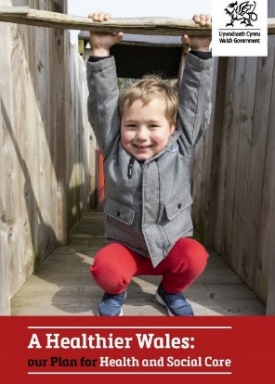 Llywodraeth Cymru
Welsh Government
A Healthier Wales:
our Plan for Health and Social Care